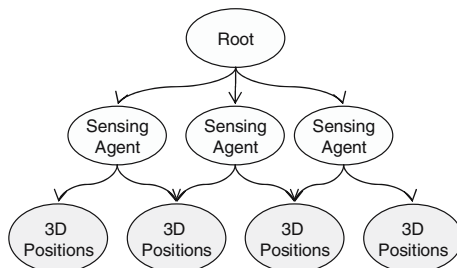 Root
Sensing
Agent
Sensing
Agent
Sensing
Agent
3D
Positions
3D
Positions
3D
Positions
3D
Positions